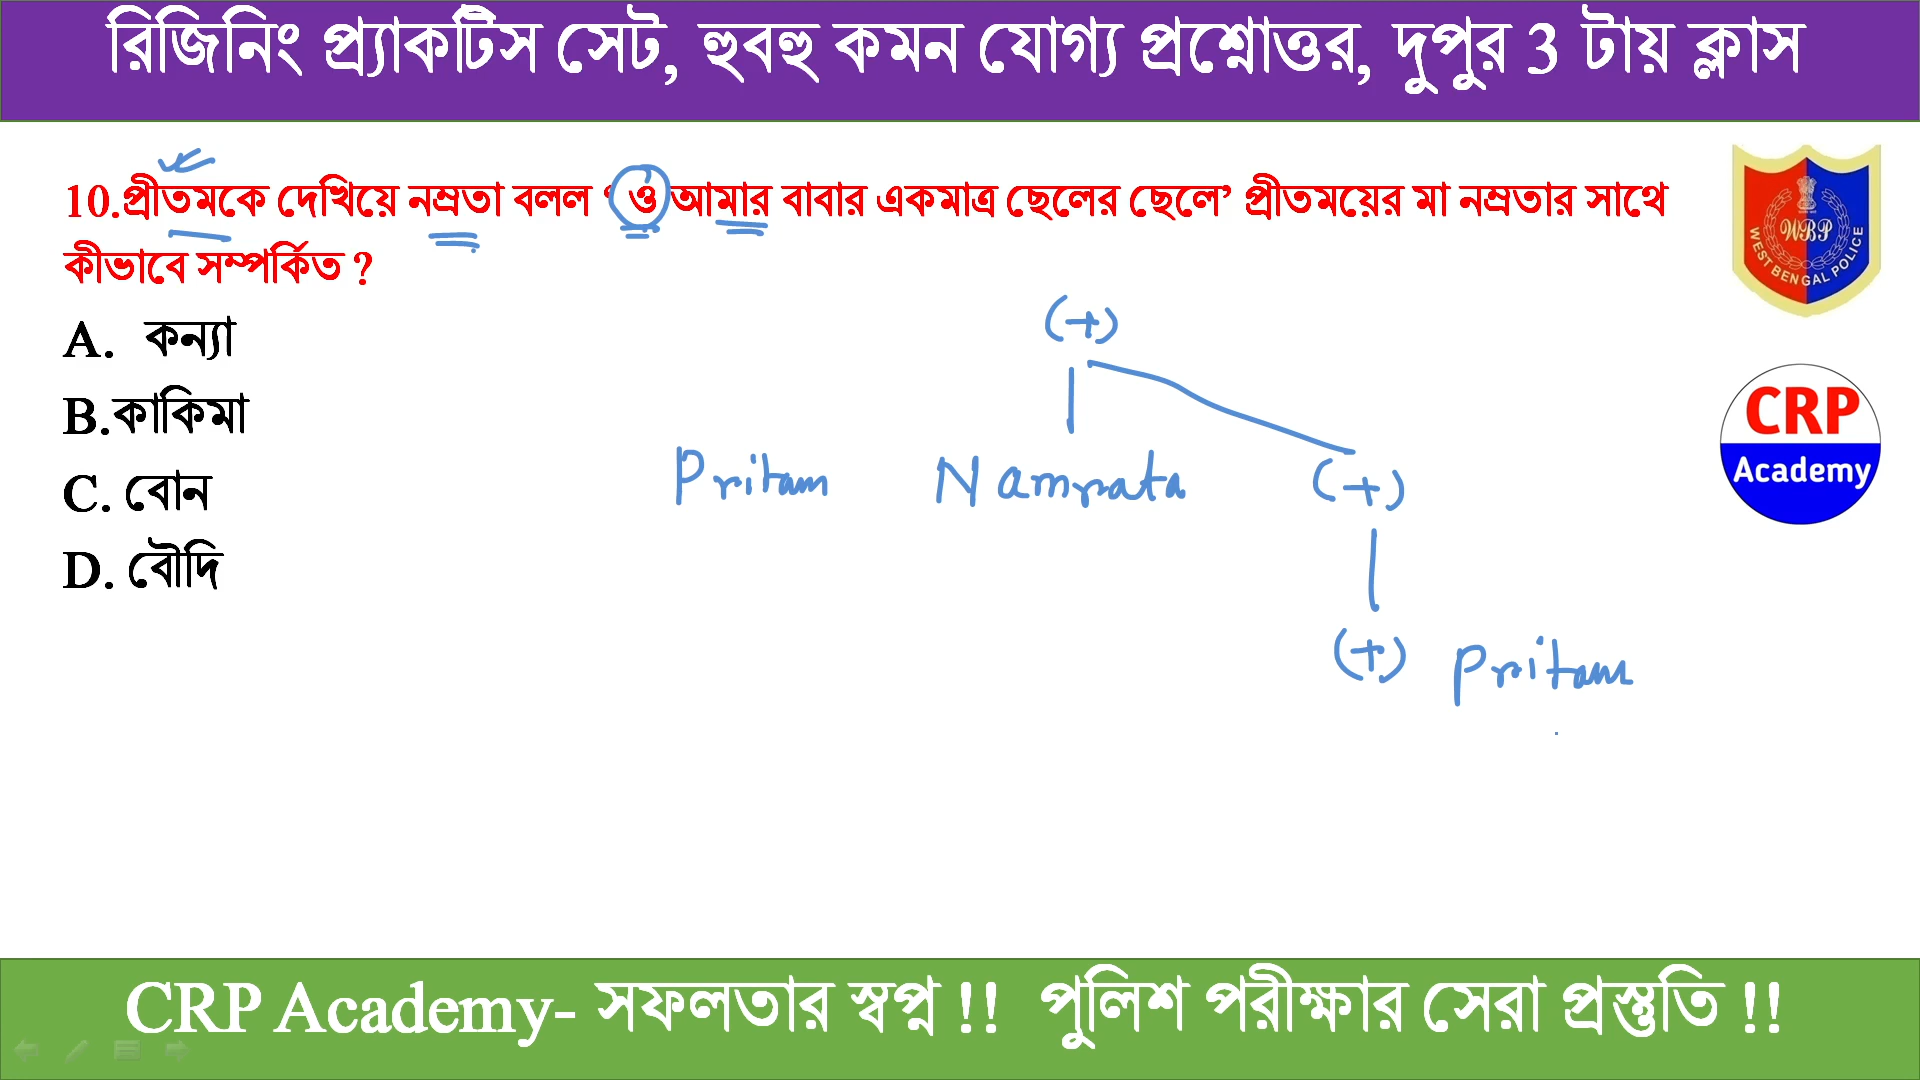 রিজিনিং প্র্যাকটিস সেট, হুবহু কমন যোগ্য প্রশ্নোত্তর, দুপুর 3 টায় ক্লাস
10.প্রীতমকে দেখিয়ে নম্রতা বলল ‘ ও আমার বাবার একমাত্র ছেলের ছেলে’ প্রীতময়ের মা নম্রতার সাথে
কীভাবে সম্পর্কিত ?
A. কন্যা
B.কাকিমা
C. বোন
D. বৌদি
(+)
Pritam Namrata (+)
(+) Pritam
WBP
WEST BENGAL POLICE
CRP
Academy
CRP Academy- সফলতার স্বপ্ন !! পুলিশ পরীক্ষার সেরা প্রস্তুতি !!